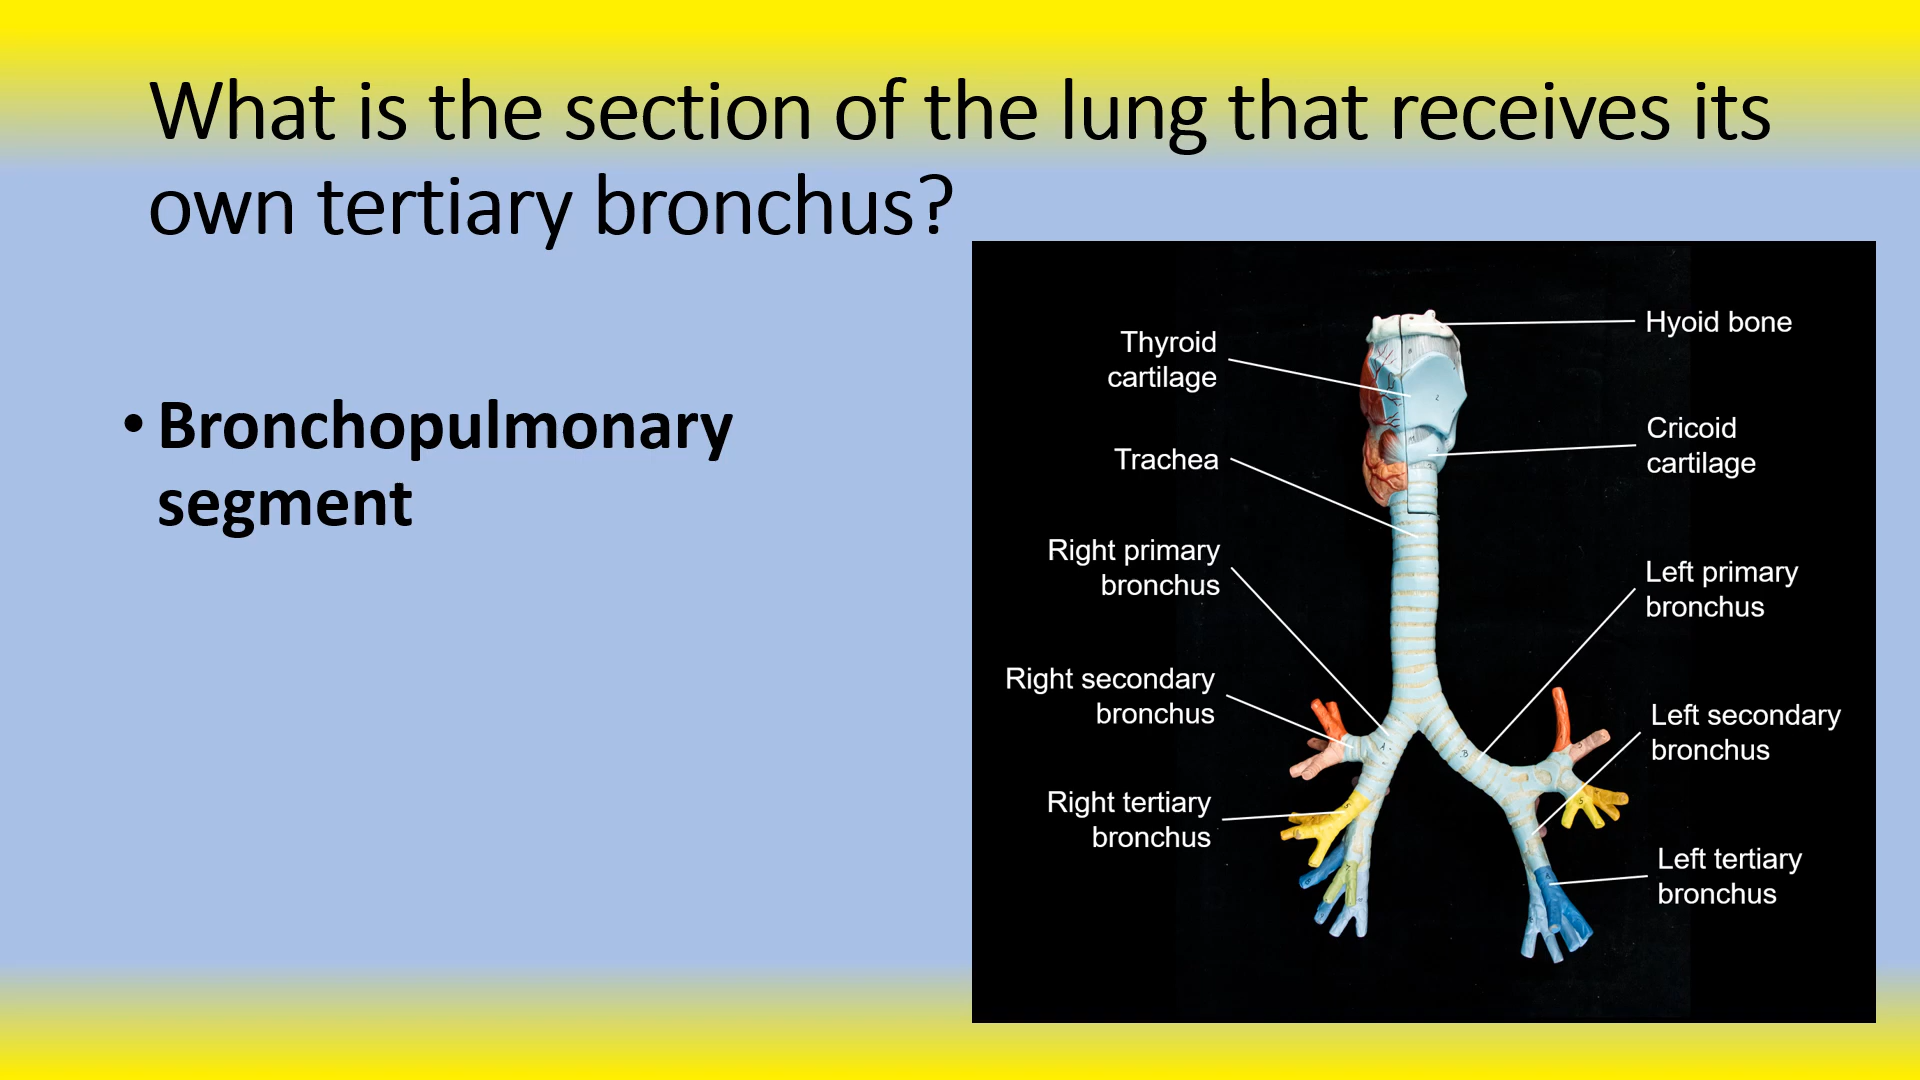 What is the section of the lung that receives its
own tertiary bronchus?
• Bronchopulmonary
segment
Thyroid
cartilage
Trachea
Right primary
bronchus
Right secondary
bronchus
Right tertiary
bronchus
Hyoid bone
Cricoid
cartilage
Left primary
bronchus
Left secondary
bronchus
Left tertiary
bronchus